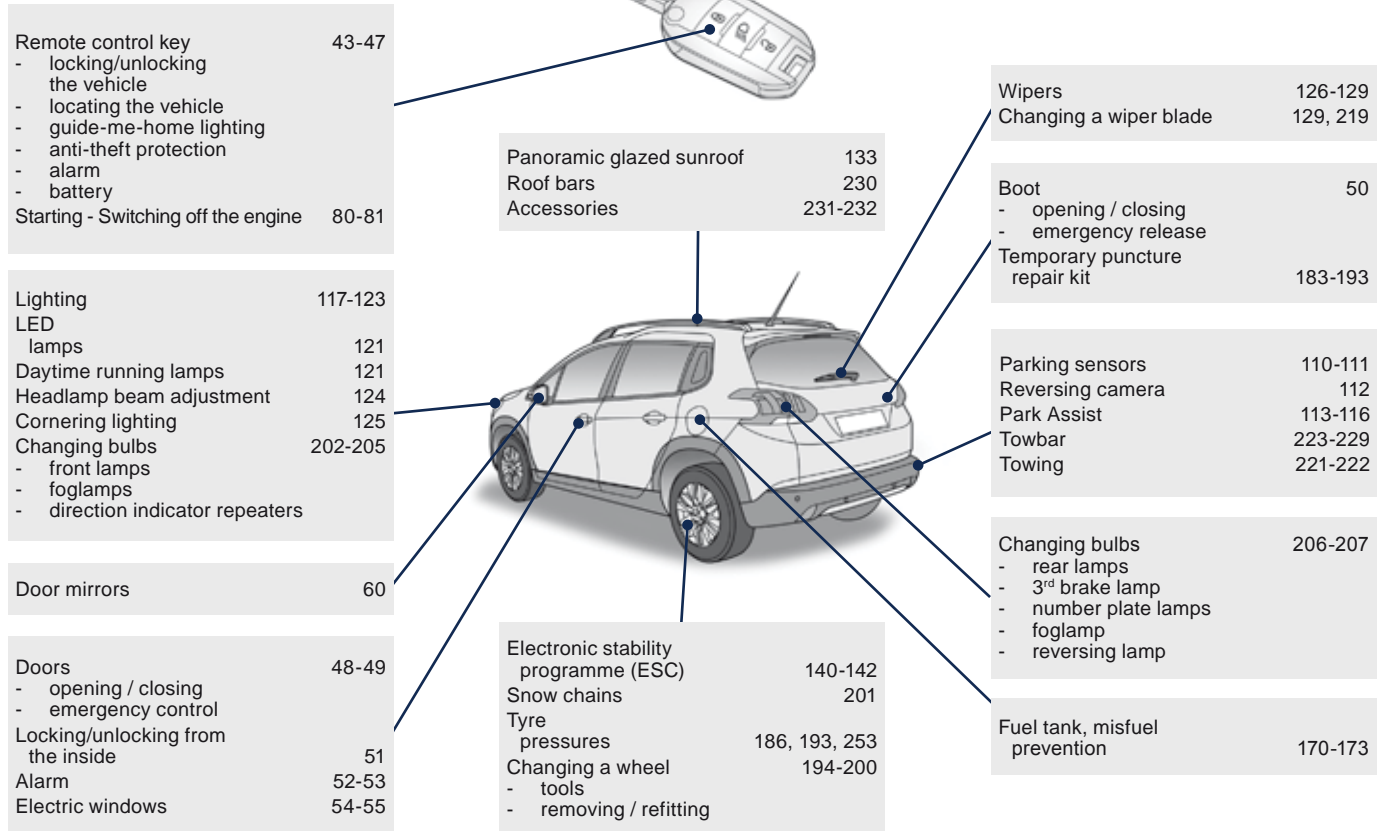 Remote control key 43-47
- locking/unlocking
the vehicle
- locating the vehicle
- guide-me-home lighting
- anti-theft protection
- alarm
- battery
Starting - Switching off the engine 80-81
Lighting 117-123
LED
lamps 121
Daytime running lamps 121
Headlamp beam adjustment 124
Cornering lighting 125
Changing bulbs 202-205
- front lamps
- foglamps
- direction indicator repeaters
Door mirrors 60
Doors 48-49
- opening / closing
- emergency control
Locking/unlocking from
the inside 51
Alarm 52-53
Electric windows 54-55
Panoramic glazed sunroof 133
Roof bars 230
Accessories 231-232
Electronic stability
programme (ESC) 140-142
Snow chains 201
Tyre
pressures 186, 193, 253
Changing a wheel 194-200
- tools
- removing / refitting
Wipers 126-129
Changing a wiper blade 129, 219
Boot 50
- opening / closing
- emergency release
Temporary puncture
repair kit 183-193
Parking sensors 110-111
Reversing camera 112
Park Assist 113-116
Towbar 223-229
Towing 221-222
Changing bulbs 206-207
- rear lamps
- 3rd brake lamp
- number plate lamps
- foglamp
- reversing lamp
Fuel tank, misfuel
prevention 170-173